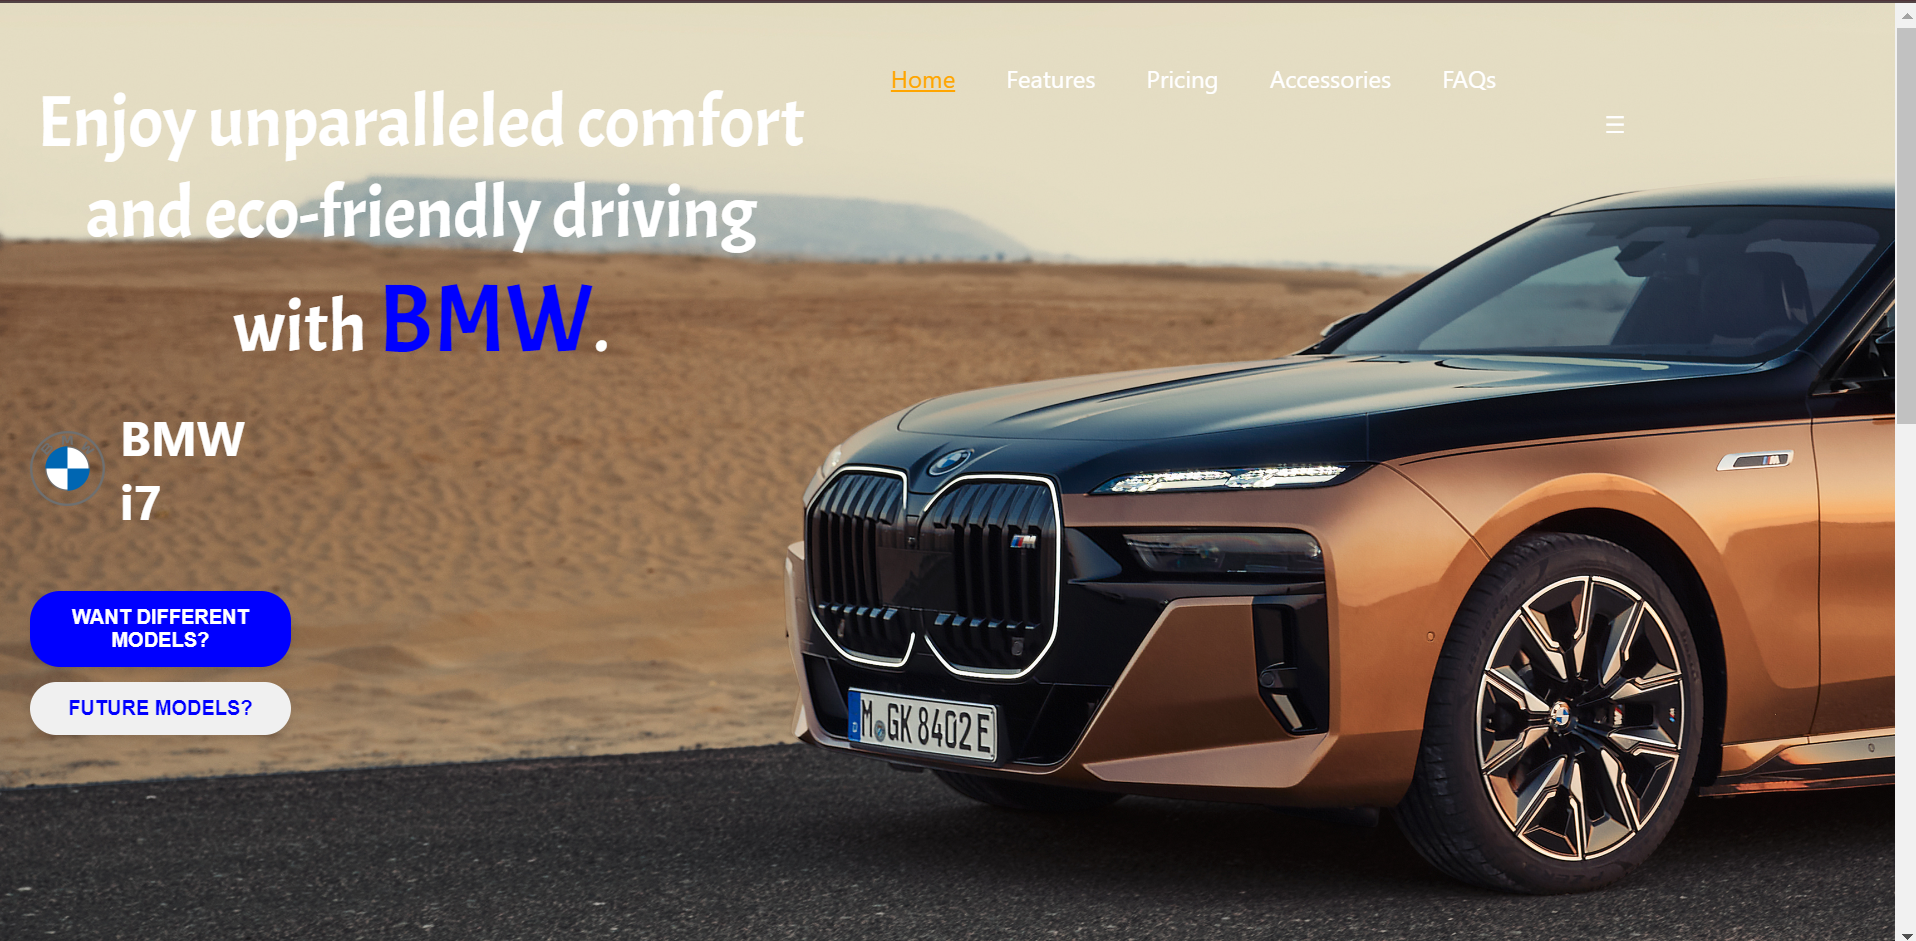 Home Features Pricing Accessories FAQs
Enjoy unparalleled comfort
and eco-friendly driving
with BMW.
BMW
i7
WANT DIFFERENT
MODELS?
FUTURE MODELS?
M
M
M GK 8402 E